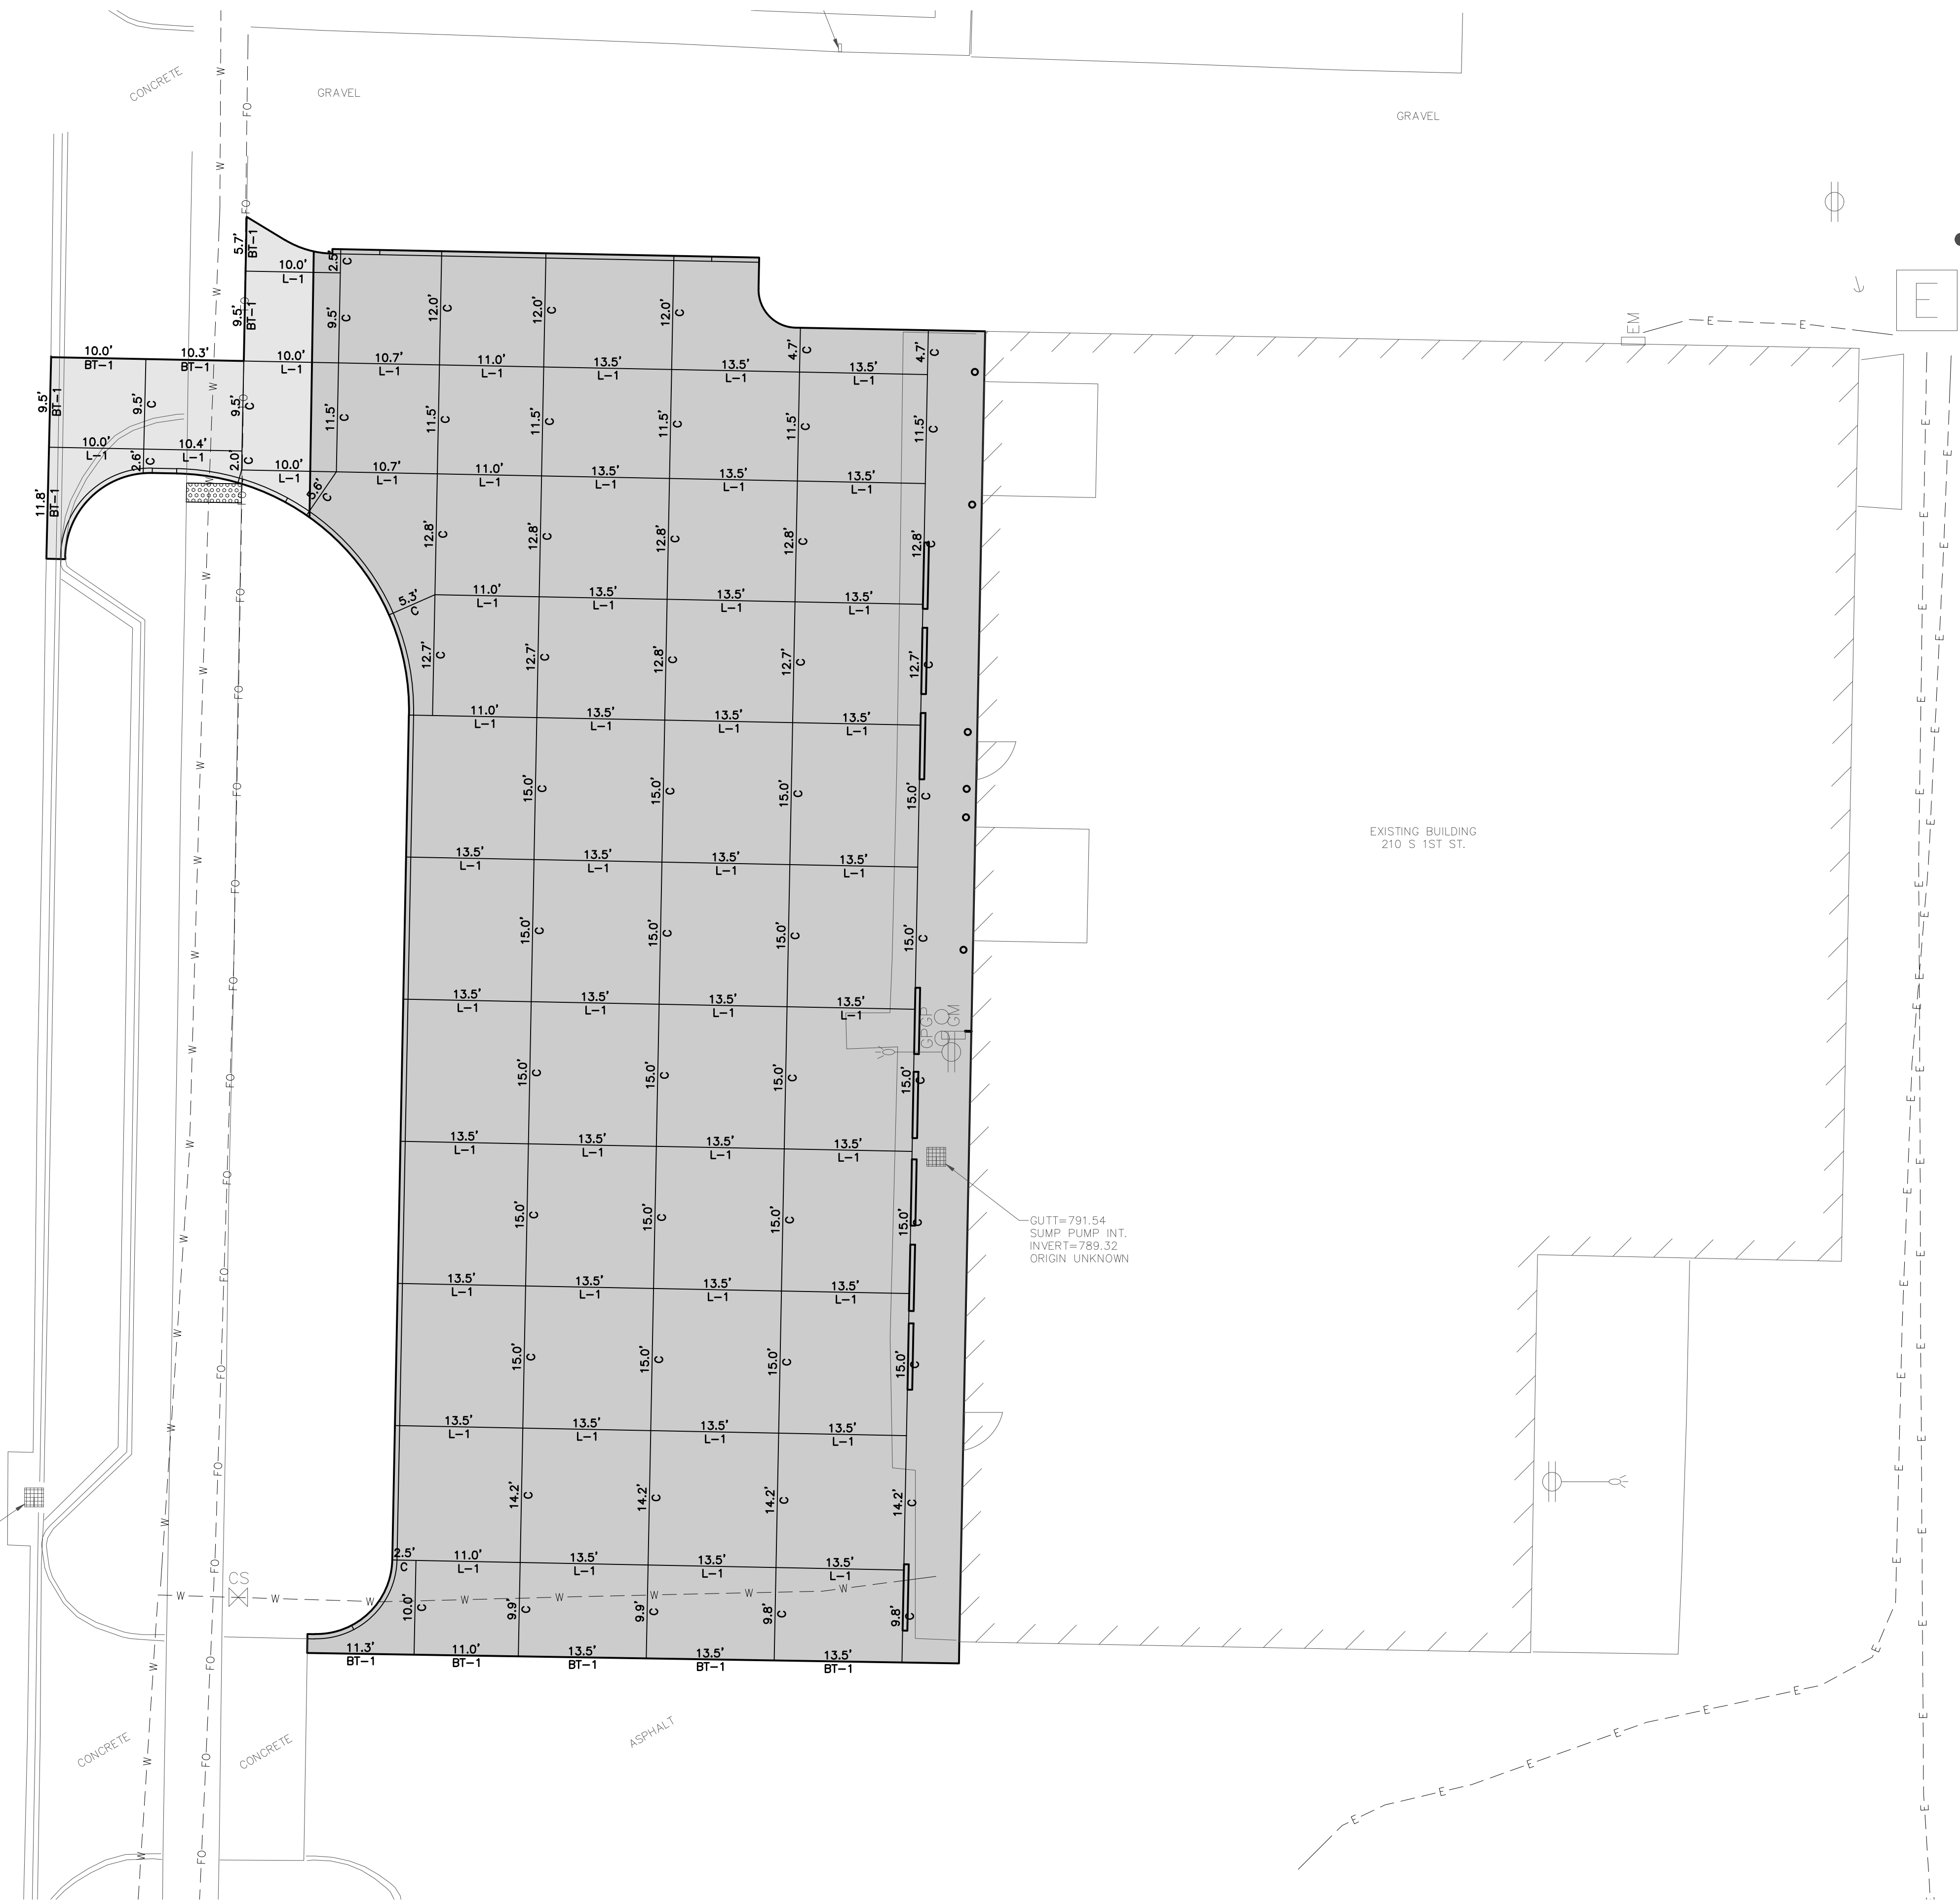 CONCRETE
GRAVEL
GRAVEL
W
FO
W
FO
5.7'
BT-1
10.0'
L-1
2.5'
C
9.5'
BT-1
9.5'
C
12.0'
C
12.0'
C
12.0'
C
4.7'
C
4.7'
C
EM
E
E
E
10.0'
BT-1
10.3'
BT-1
10.0'
L-1
10.7'
L-1
11.0'
L-1
13.5'
L-1
13.5'
L-1
13.5'
L-1
9.5'
BT-1
9.5'
C
9.5'
C
11.5'
C
11.5'
C
11.5'
C
11.5'
C
11.5'
C
11.5'
C
10.0'
L-1
10.4'
L-1
2.6'
C
2.0'
C
10.0'
L-1
10.7'
L-1
11.0'
L-1
13.5'
L-1
13.5'
L-1
13.5'
L-1
11.8'
BT-1
5.6'
C
12.8'
C
12.8'
C
12.8'
C
12.8'
C
12.8'
C
5.3'
C
11.0'
L-1
13.5'
L-1
13.5'
L-1
13.5'
L-1
12.7'
C
12.7'
C
12.8'
C
12.7'
C
12.7'
C
11.0'
L-1
13.5'
L-1
13.5'
L-1
13.5'
L-1
15.0'
C
15.0'
C
15.0'
C
15.0'
C
EXISTING BUILDING
210 S 1ST ST.
13.5'
L-1
13.5'
L-1
13.5'
L-1
13.5'
L-1
15.0'
C
15.0'
C
15.0'
C
15.0'
C
13.5'
L-1
13.5'
L-1
13.5'
L-1
13.5'
L-1
GP
GP
GM
15.0'
C
15.0'
C
15.0'
C
15.0'
C
13.5'
L-1
13.5'
L-1
13.5'
L-1
13.5'
L-1
GUTT=791.54
SUMP PUMP INT.
INVERT=789.32
ORIGIN UNKNOWN
15.0'
C
15.0'
C
15.0'
C
15.0'
C
13.5'
L-1
13.5'
L-1
13.5'
L-1
13.5'
L-1
15.0'
C
15.0'
C
15.0'
C
15.0'
C
13.5'
L-1
13.5'
L-1
13.5'
L-1
13.5'
L-1
14.2'
C
14.2'
C
14.2'
C
14.2'
C
2.5'
C
11.0'
L-1
13.5'
L-1
13.5'
L-1
13.5'
L-1
CS
W
W
W
W
W
W
W
W
10.0'
C
9.9'
C
9.9'
C
9.8'
C
9.8'
C
11.3'
BT-1
11.0'
BT-1
13.5'
BT-1
13.5'
BT-1
13.5'
BT-1
CONCRETE
CONCRETE
ASPHALT
E
E
E
E
E
E